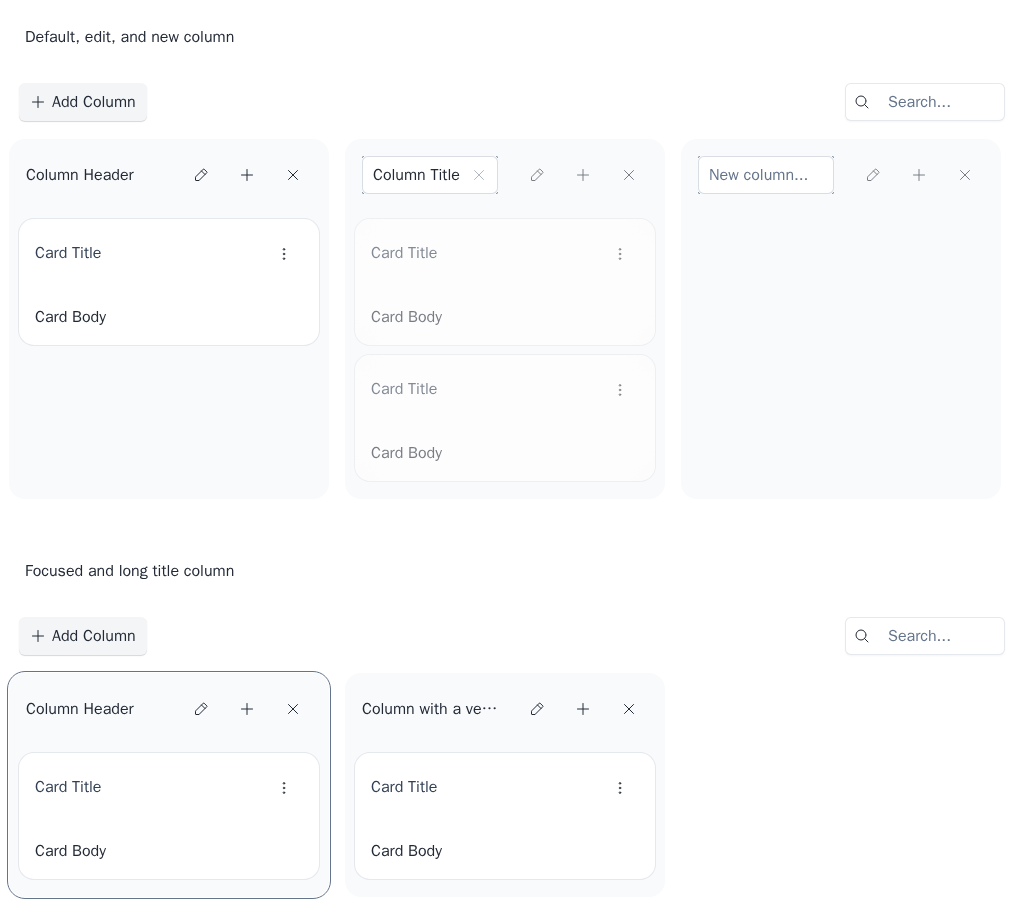 Default, edit, and new column
Add Column
Search...
Column Header
Column Title
New column...
Card Title
Card Title
Card Body
Card Body
Card Title
Card Body
Focused and long title column
Add Column
Search...
Column Header
Column with a ve...
Card Title
Card Title
Card Body
Card Body